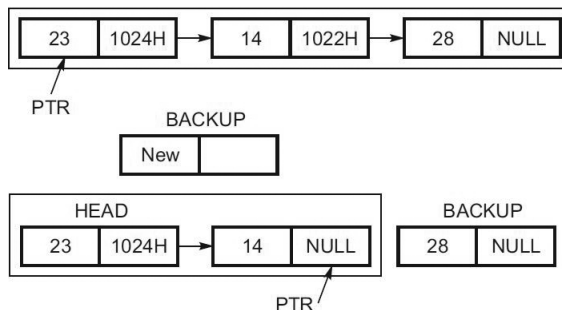 23 1024H 14 1022H 28 NULL
PTR
BACKUP
New
HEAD BACKUP
23 1024H 14 NULL 28 NULL
PTR